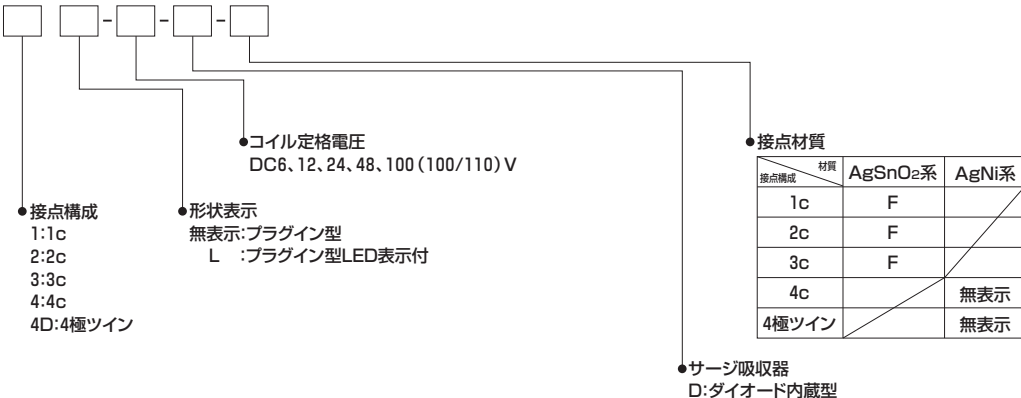 - - -
コイル定格電圧
DC6、12、24、48、100(100/110)V
接点構成
1:1c
2:2c
3:3c
4:4c
4D:4極ツイン
形状表示
無表示:プラグイン型
L :プラグイン型LED表示付
接点材質
接点構成 材質 AgSnO₂系 AgNi系
1c F
2c F
3c F
4c 無表示
4極ツイン 無表示
サージ吸収器
D:ダイオード内蔵型